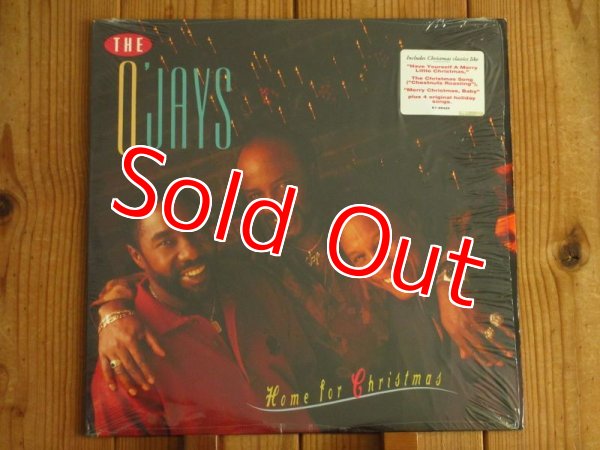 THE
O'JAYS
Includes Christmas classics like
"Have Yourself A Merry
Little Christmas,"
The Christmas Song
("Chestnuts Roasting"),
"Merry Christmas, Baby"
plus 4 original holiday
songs.
Sold Out
Home for Christmas